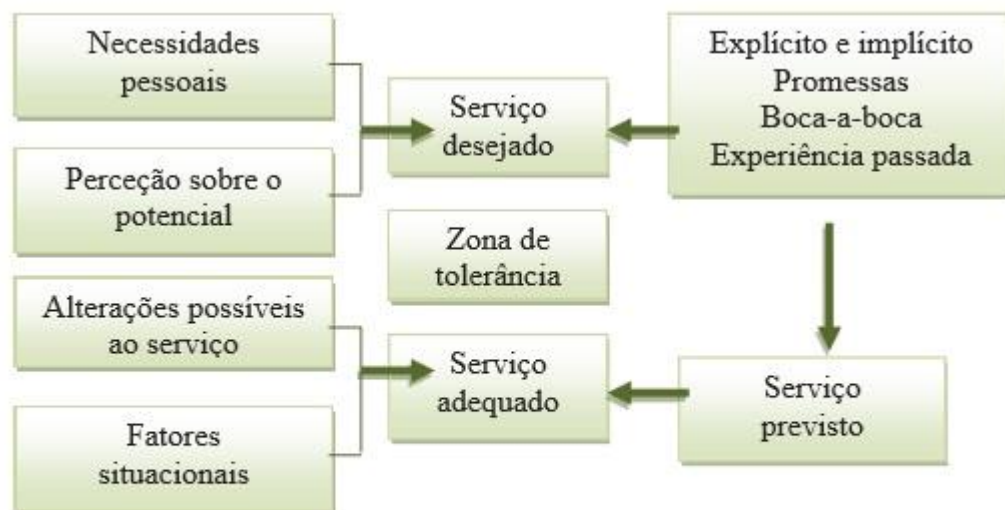 Necessidades
pessoais
Perceção sobre o
potencial
Alterações possíveis
ao serviço
Fatores
situacionais
Serviço
desejado
Zona de
tolerância
Serviço
adequado
Explícito e implícito
Promessas
Boca-a-boca
Experiência passada
Serviço
previsto